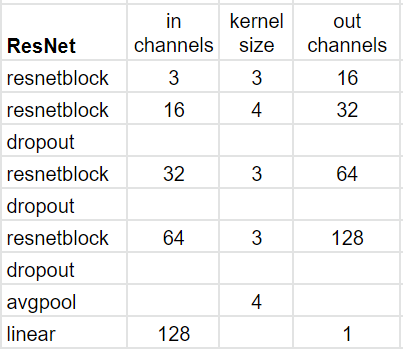 ResNet in channels kernel size out channels
resnetblock 3 3 16
resnetblock 16 4 32
dropout
resnetblock 32 3 64
dropout
resnetblock 64 3 128
dropout
avgpool 4
linear 128 1